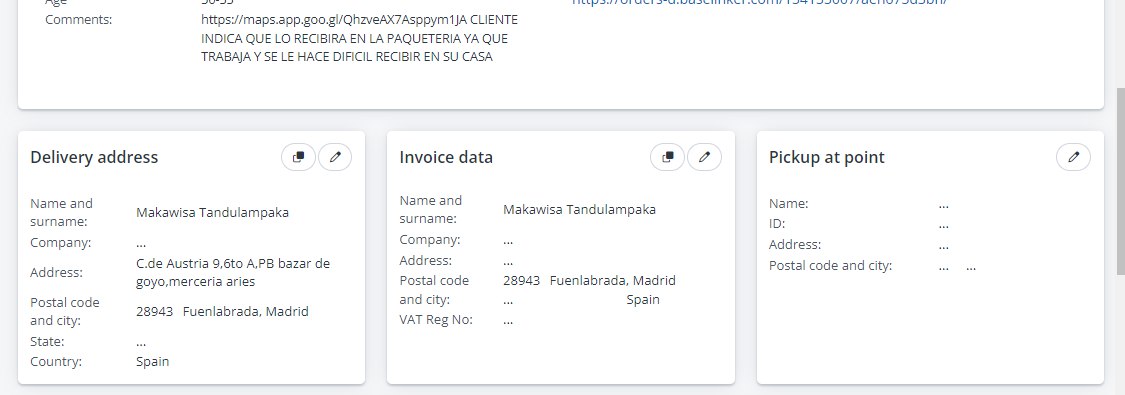 Comments:
https://maps.app.goo.gl/QhzveAX7Asppym1JA CLIENTE
INDICA QUE LO RECIBIRA EN LA PAQUETERIA YA QUE
TRABAJA Y SE LE HACE DIFICIL RECIBIR EN SU CASA
Delivery address
Name and
surname:
Makawisa Tandulampaka
Company:
...
Address:
C.de Austria 9,6to A,PB bazar de
goyo,merceria aries
Postal code
and city:
28943 Fuenlabrada, Madrid
State:
...
Country:
Spain
Invoice data
Name and
surname:
Makawisa Tandulampaka
Company:
...
Address:
...
Postal code
and city:
28943 Fuenlabrada, Madrid
... Spain
VAT Reg No:
...
Pickup at point
Name:
...
ID:
...
Address:
...
Postal code and city:
... ...